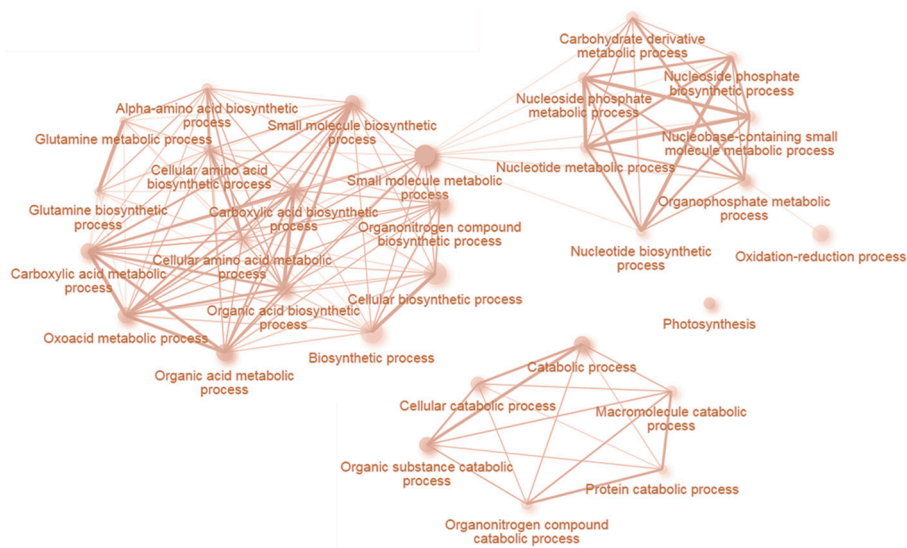 Carbohydrate derivative
metabolic process
Nucleoside phosphate
biosynthetic process
Nucleoside phosphate
metabolic process
Nucleobase-containing small
molecule metabolic process
Nucleotide metabolic process
Organophosphate metabolic
process
Nucleotide biosynthetic
process
Oxidation-reduction process
Alpha-amino acid biosynthetic
process
Small molecule biosynthetic
process
Glutamine metabolic process
Cellular amino acid
biosynthetic process
Small molecule metabolic
process
Glutamine biosynthetic
process
Carboxylic acid biosynthetic
process
Organonitrogen compound
biosynthetic process
Cellular amino acid metabolic
process
Carboxylic acid metabolic
process
Organic acid biosynthetic
process
Cellular biosynthetic process
Oxoacid metabolic process
Biosynthetic process
Organic acid metabolic
process
Photosynthesis
Catabolic process
Cellular catabolic process
Macromolecule catabolic
process
Organic substance catabolic
process
Protein catabolic process
Organonitrogen compound
catabolic process